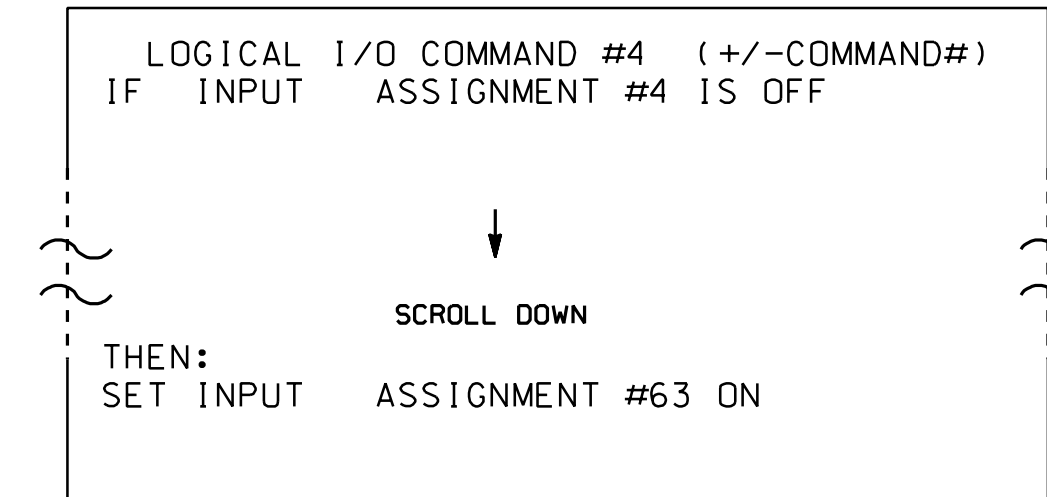 LOGICAL I/O COMMAND #4 (+/-COMMAND#)
IF INPUT ASSIGNMENT #4 IS OFF
SCROLL DOWN
THEN:
SET INPUT ASSIGNMENT #63 ON